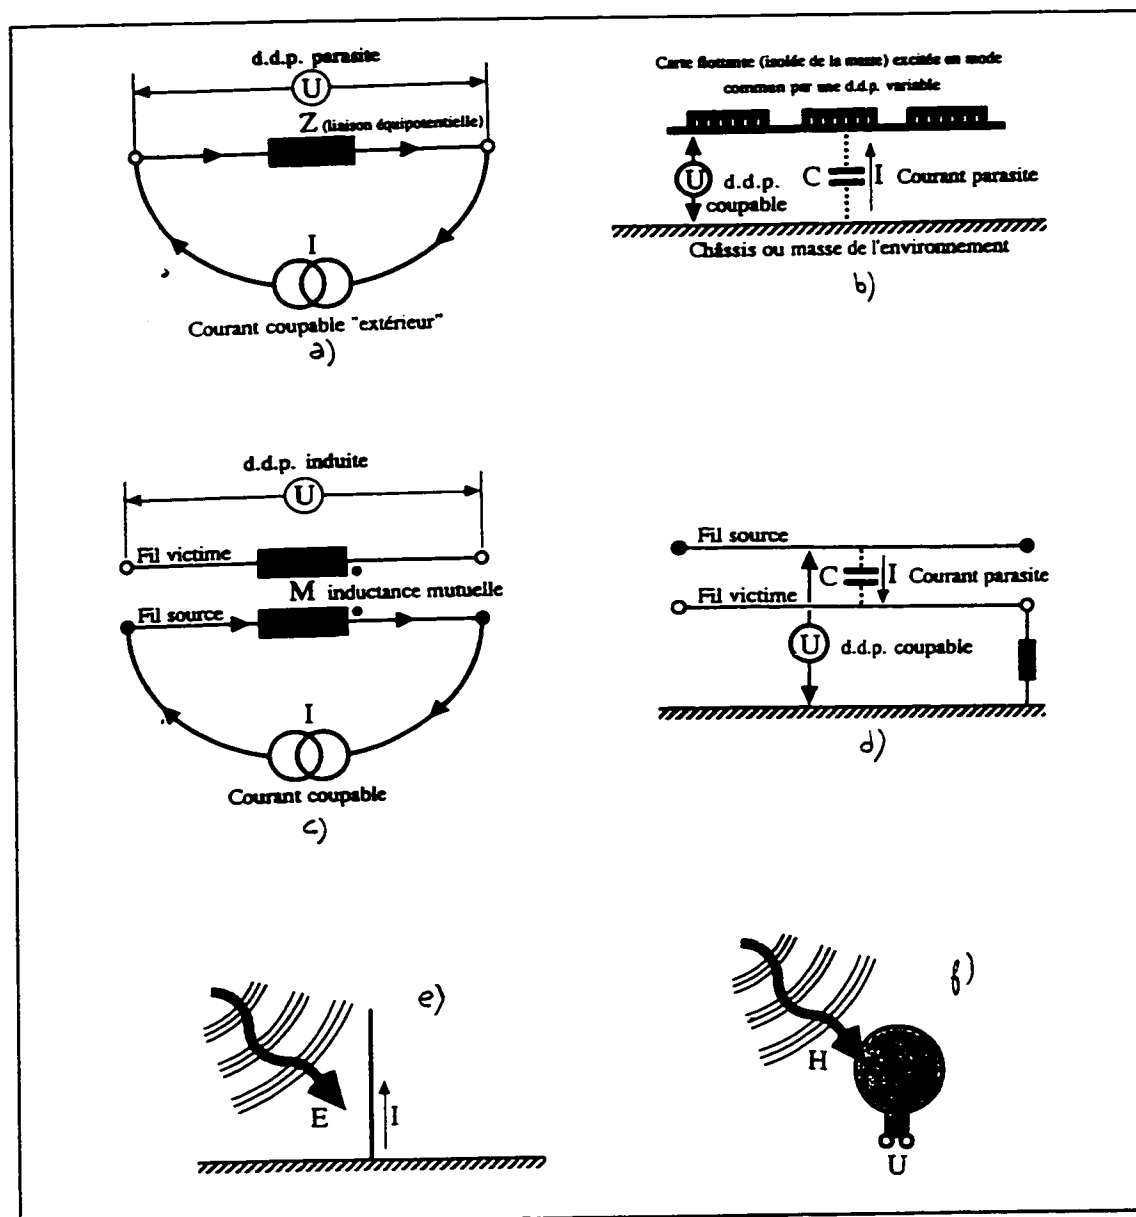 d.d.p. parasite
U
Z (liaison équipotentielle)
I
Courant coupable "extérieur"
a)
Carte flottante (isolée de la masse) excitée en mode
commun par une d.d.p. variable
U d.d.p. coupable
C I Courant parasite
Châssis ou masse de l'environnement
b)
d.d.p. induite
U
Fil victime
M inductance mutuelle
Fil source
I
Courant coupable
c)
Fil source
C I Courant parasite
Fil victime
U d.d.p. coupable
d)
e)
E I
f)
H
U